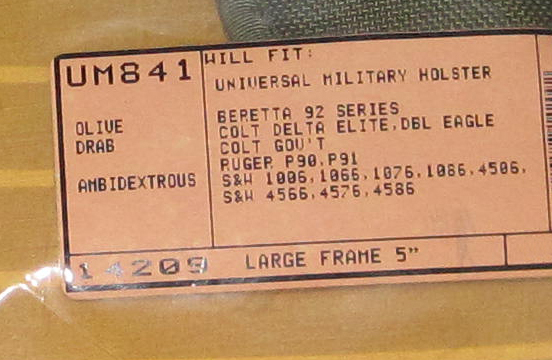 UM841
OLIVE
DRAB
AMBIDEXTROUS
WILL FIT:
UNIVERSAL MILITARY HOLSTER
BERETTA 92 SERIES
COLT DELTA ELITE,DBL EAGLE
COLT GOV'T
RUGER P90,P91
S&W 1006,1066,1076,1086,4506,
S&W 4566,4576,4586
14209
LARGE FRAME 5"